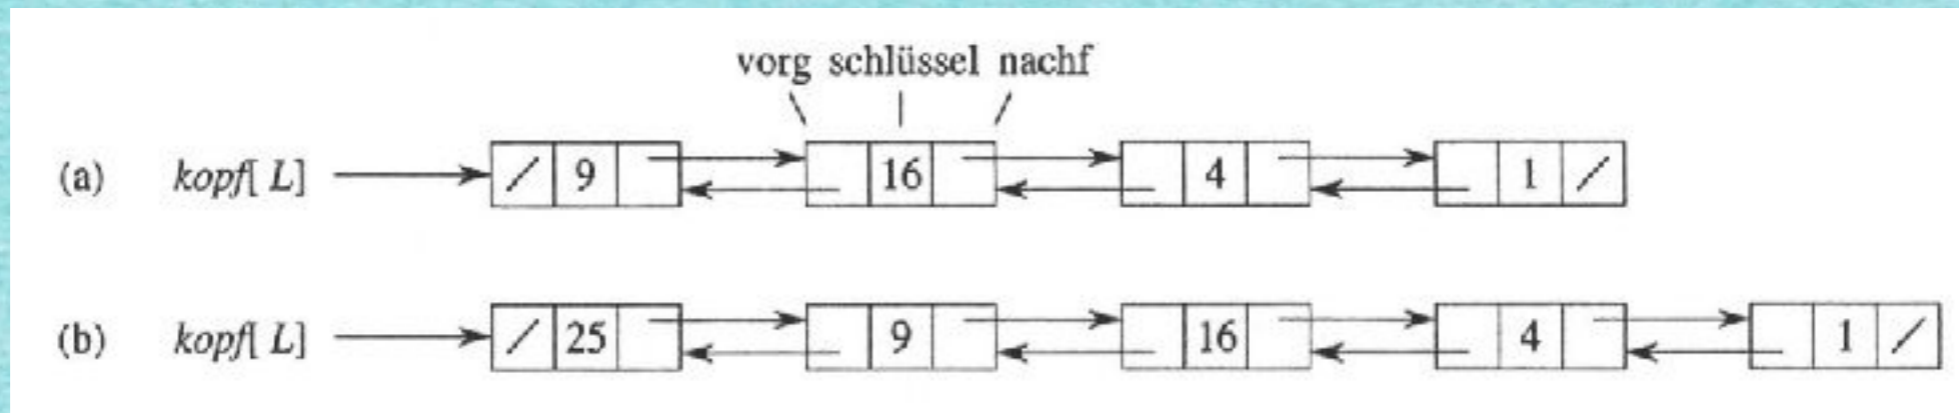 vorg schlüssel nachf
(a) kopf[ L] / 9 16 4 1 /
(b) kopf[ L] / 25 9 16 4 1 /